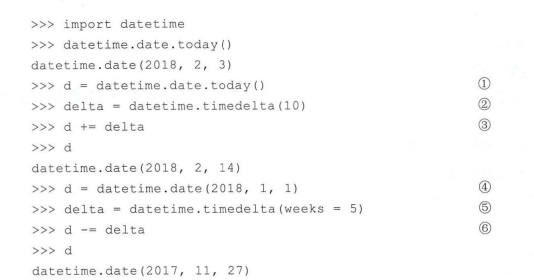 >>> import datetime
>>> datetime.date.today()
datetime.date(2018, 2, 3)
>>> d = datetime.date.today() ①
>>> delta = datetime.timedelta(10) ②
>>> d += delta ③
>>> d
datetime.date(2018, 2, 14)
>>> d = datetime.date(2018, 1, 1) ④
>>> delta = datetime.timedelta(weeks = 5) ⑤
>>> d -= delta ⑥
>>> d
datetime.date(2017, 11, 27)